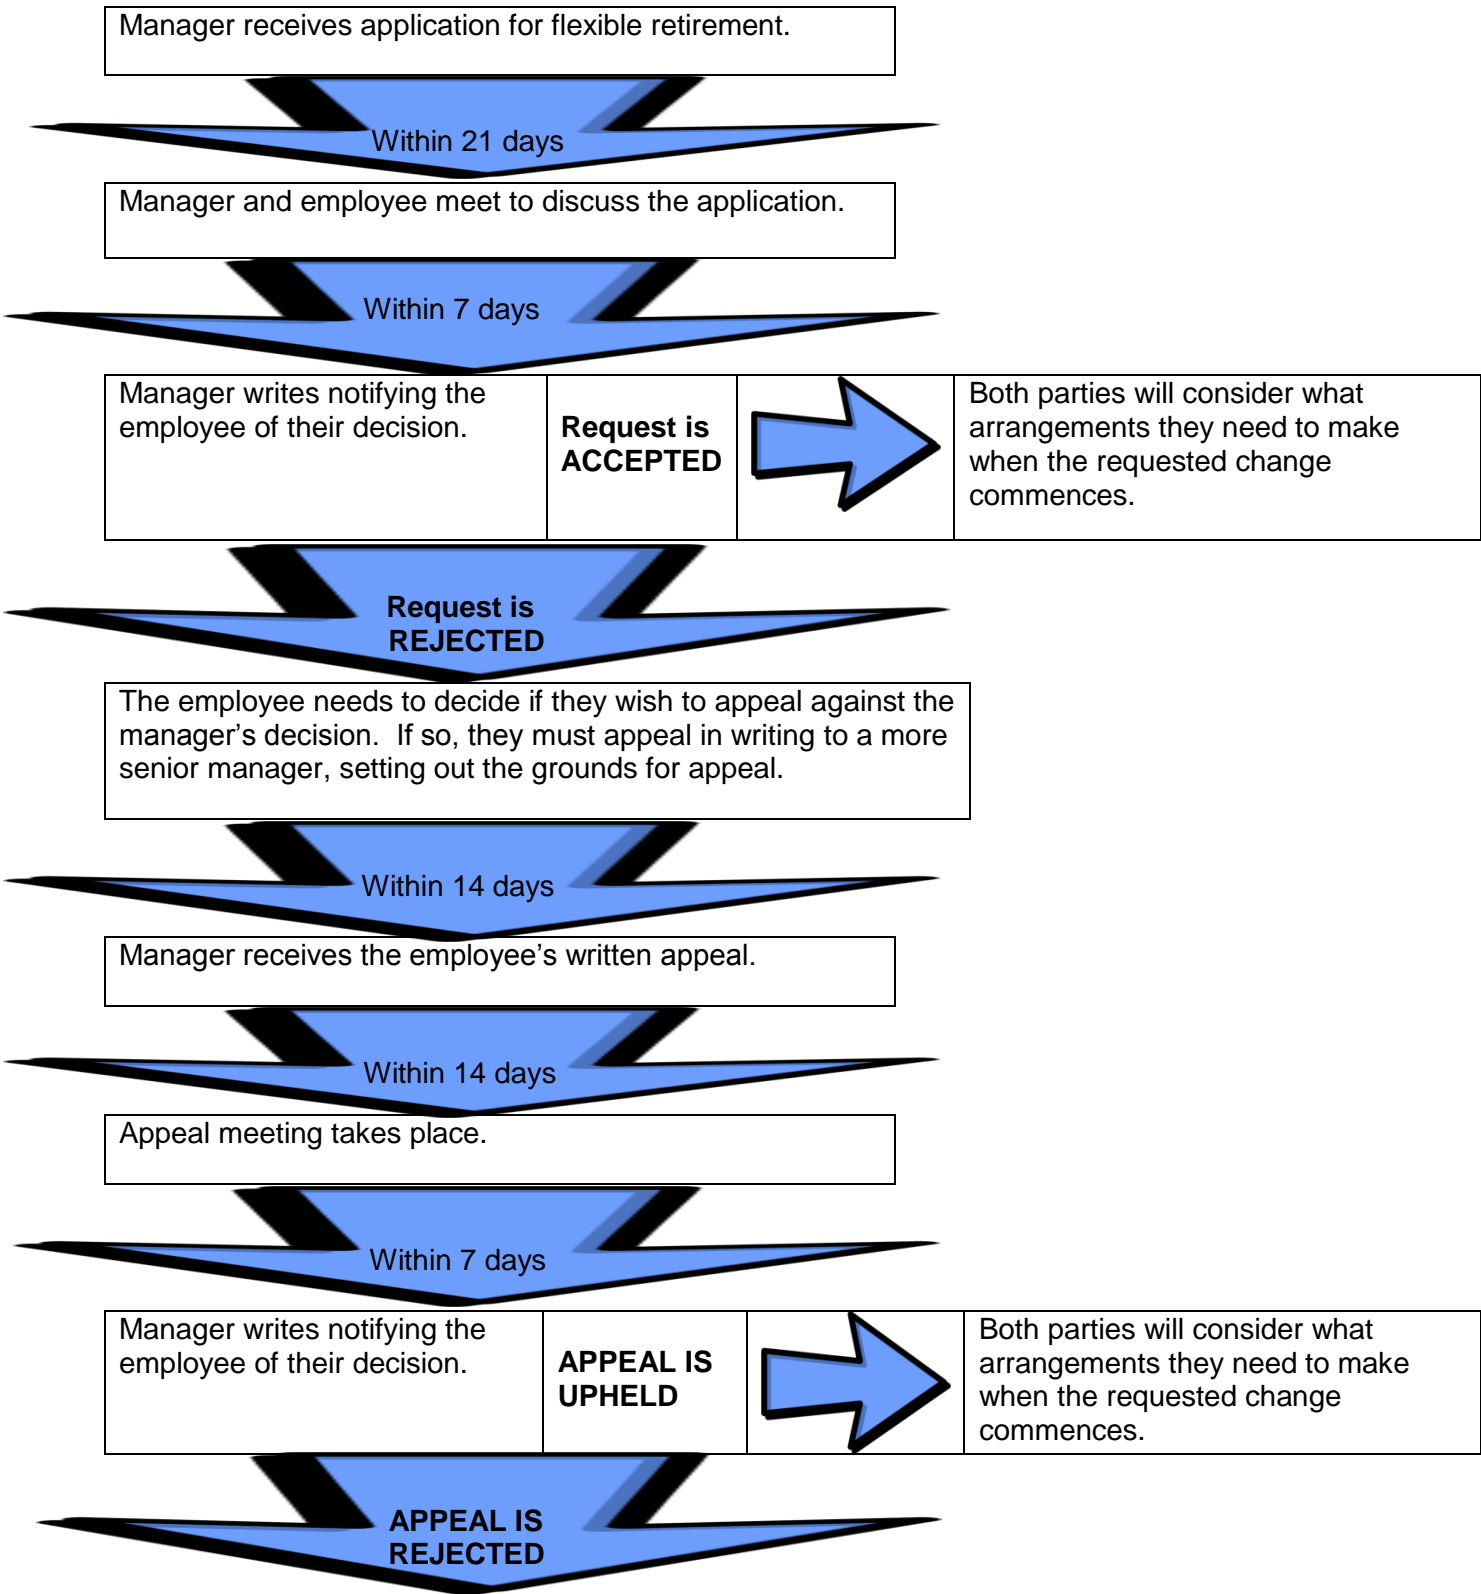 Manager receives application for flexible retirement.
Within 21 days
Manager and employee meet to discuss the application.
Within 7 days
Manager writes notifying the
employee of their decision.
Request is
ACCEPTED
Both parties will consider what
arrangements they need to make
when the requested change
commences.
Request is
REJECTED
The employee needs to decide if they wish to appeal against the
manager’s decision.  If so, they must appeal in writing to a more
senior manager, setting out the grounds for appeal.
Within 14 days
Manager receives the employee’s written appeal.
Within 14 days
Appeal meeting takes place.
Within 7 days
Manager writes notifying the
employee of their decision.
APPEAL IS
UPHELD
Both parties will consider what
arrangements they need to make
when the requested change
commences.
APPEAL IS
REJECTED